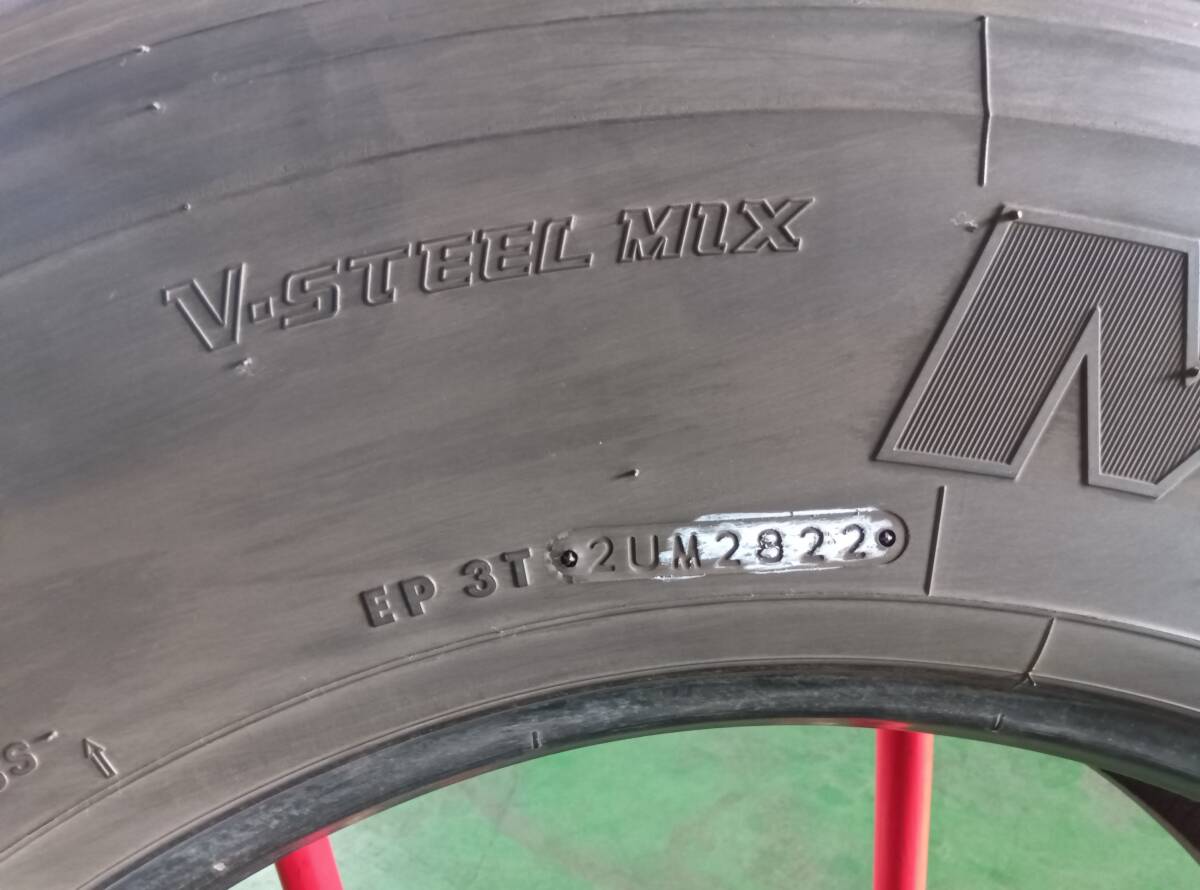 V-STEEL MIX
M
EP 3T 2UM2822